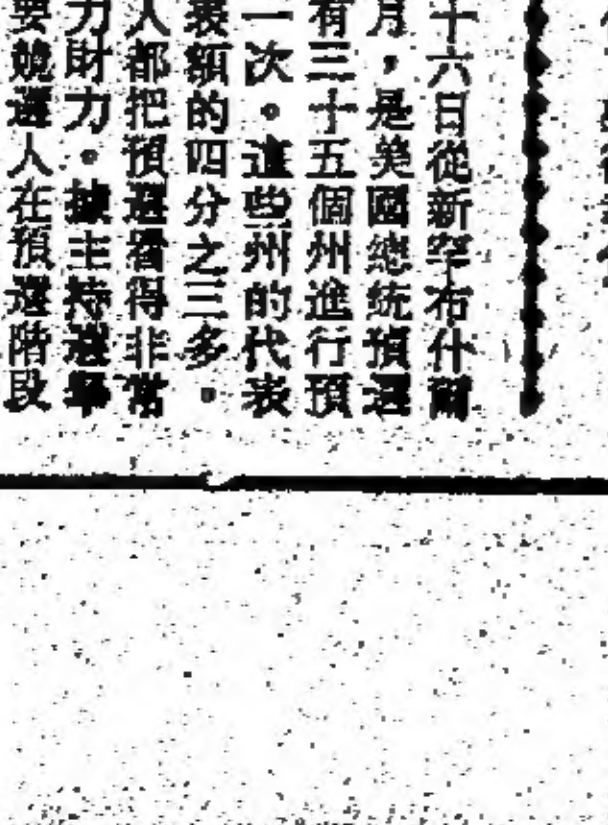 十六日從新罕布什爾
月，是美國總統預選
有三十五個州進行預
一次。這些州的代表
表額的四分之三多。
人都把預選看得非常
力財力。據主持選舉
要競選人在預選階段